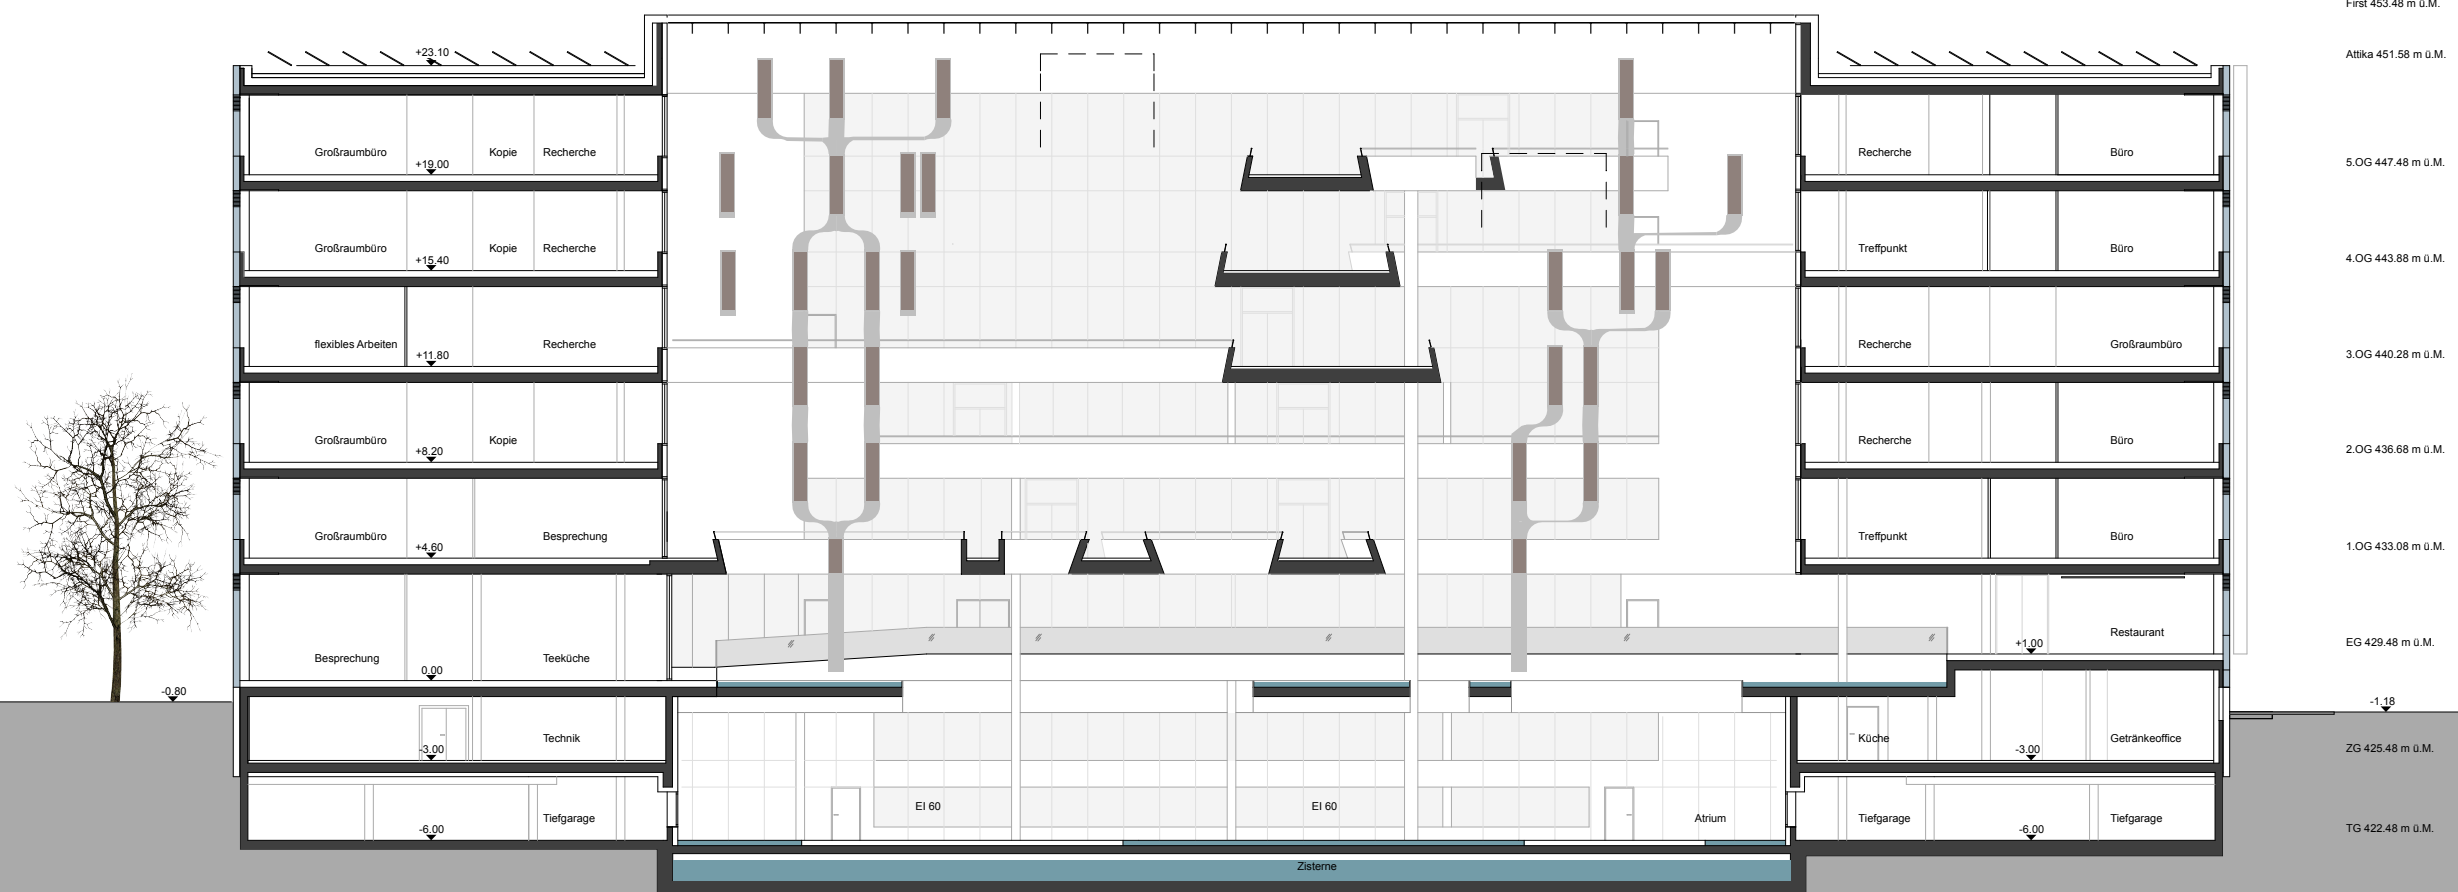 First 453.48 m ü.M.
+23.10
Attika 451.58 m ü.M.
Großraumbüro Kopie Recherche
+19.00
Recherche Büro
5.OG 447.48 m ü.M.
Großraumbüro Kopie Recherche
+15.40
Treffpunkt Büro
4.OG 443.88 m ü.M.
flexibles Arbeiten Recherche
+11.80
Recherche Großraumbüro
3.OG 440.28 m ü.M.
Großraumbüro Kopie
+8.20
Recherche Büro
2.OG 436.68 m ü.M.
Großraumbüro Besprechung
+4.60
Treffpunkt Büro
1.OG 433.08 m ü.M.
Besprechung Teeküche
0.00
Restaurant
+1.00
EG 429.48 m ü.M.
-0.80
-1.18
Technik
-3.00
Küche Getränkeoffice
-3.00
ZG 425.48 m ü.M.
Tiefgarage
-6.00
EI 60
EI 60
Atrium
Tiefgarage Tiefgarage
-6.00
TG 422.48 m ü.M.
Zisterne